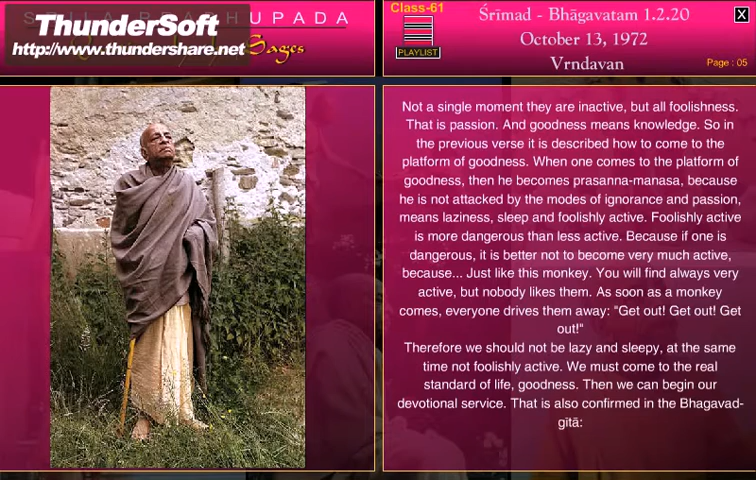 SRILA PRABHUPADA
ThunderSoft
http://www.thundershare.net
Sages
Class-61
PLAYLIST
Śrīmad - Bhāgavatam 1.2.20
October 13, 1972
Vrndavan
X
Page : 05
Not a single moment they are inactive, but all foolishness.
That is passion. And goodness means knowledge. So in
the previous verse it is described how to come to the
platform of goodness. When one comes to the platform of
goodness, then he becomes prasanna-manasa, because
he is not attacked by the modes of ignorance and passion,
means laziness, sleep and foolishly active. Foolishly active
is more dangerous than less active. Because if one is
dangerous, it is better not to become very much active,
because... Just like this monkey. You will find always very
active, but nobody likes them. As soon as a monkey
comes, everyone drives them away: "Get out! Get out! Get
out!"
Therefore we should not be lazy and sleepy, at the same
time not foolishly active. We must come to the real
standard of life, goodness. Then we can begin our
devotional service. That is also confirmed in the Bhagavad-
gītā: